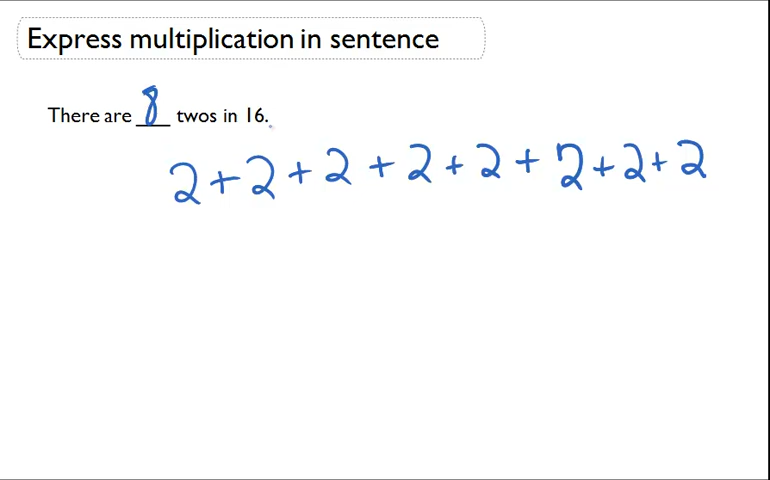 Express multiplication in sentence
There are 8 twos in 16.
2 + 2 + 2 + 2 + 2 + 2 + 2 + 2